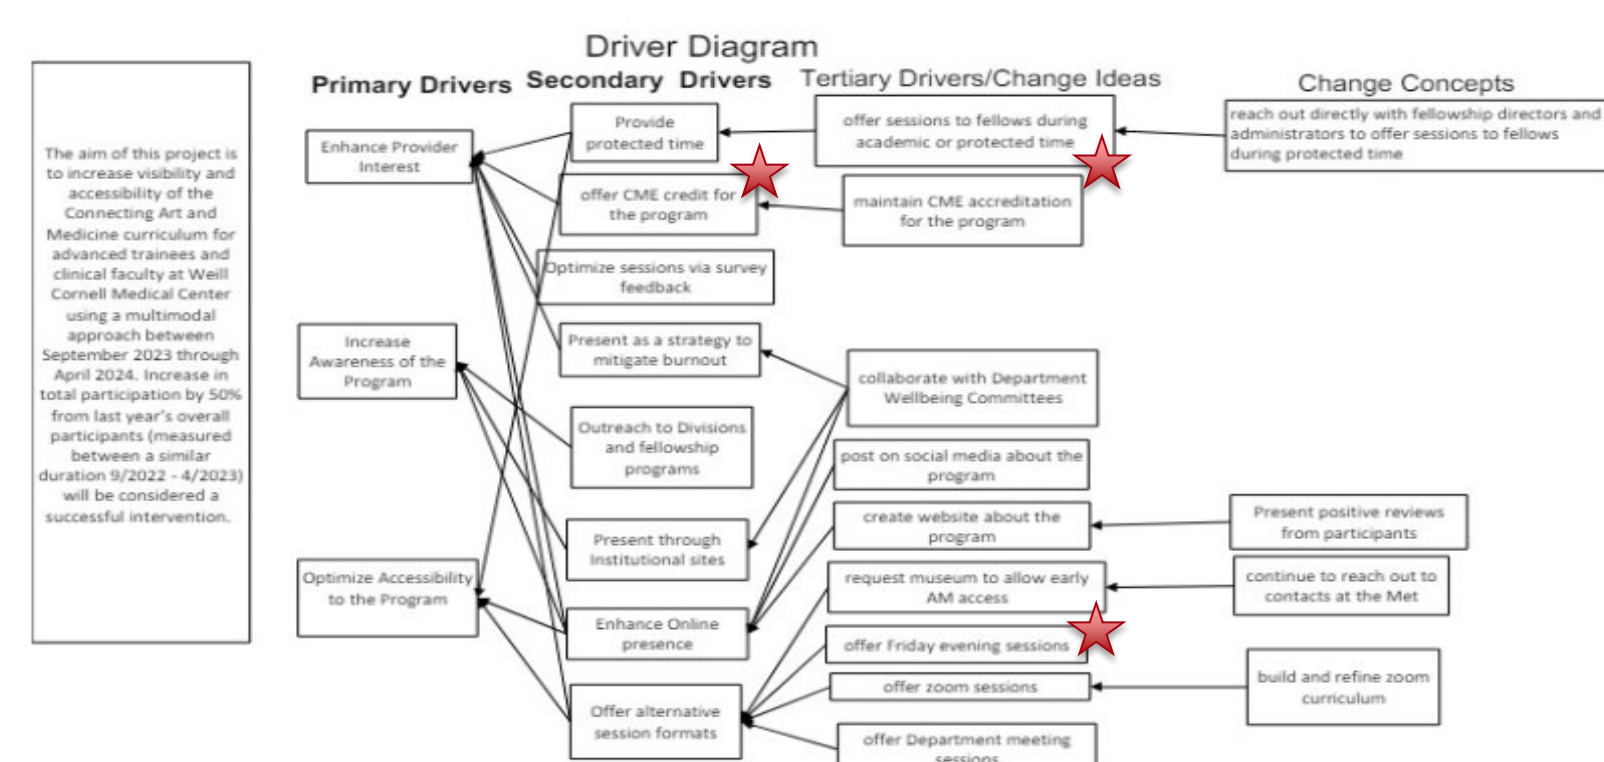 Driver Diagram
Primary Drivers
Secondary Drivers
Tertiary Drivers/Change Ideas
Change Concepts
The aim of this project is
to increase visibility and
accessibility of the
Connecting Art and
Medicine curriculum for
advanced trainees and
clinical faculty at Weill
Cornell Medical Center
using a multimodal
approach between
September 2023 through
April 2024. Increase in
total participation by 50%
from last year's overall
participants (measured
between a similar
duration 9/2022 - 4/2023)
will be considered a
successful intervention.
Enhance Provider
Interest
Increase
Awareness of the
Program
Optimize Accessibility
to the Program
Provide
protected time
offer CME credit for
the program
Optimize sessions via survey
feedback
Present as a strategy to
mitigate burnout
Outreach to Divisions
and fellowship
programs
Present through
Institutional sites
Enhance Online
presence
Offer alternative
session formats
offer sessions to fellows during
academic or protected time
maintain CME accreditation
for the program
collaborate with Department
Wellbeing Committees
post on social media about the
program
create website about the
program
request museum to allow early
AM access
offer Friday evening sessions
offer zoom sessions
offer Department meeting
sessions
reach out directly with fellowship directors and
administrators to offer sessions to fellows
during protected time
Present positive reviews
from participants
continue to reach out to
contacts at the Met
build and refine zoom
curriculum